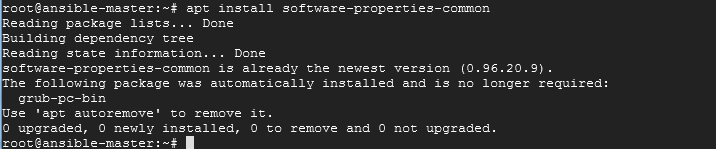 root@ansible-master:~# apt install software-properties-common
Reading package lists... Done
Building dependency tree
Reading state information... Done
software-properties-common is already the newest version (0.96.20.9).
The following package was automatically installed and is no longer required:
  grub-pc-bin
Use 'apt autoremove' to remove it.
0 upgraded, 0 newly installed, 0 to remove and 0 not upgraded.
root@ansible-master:~#